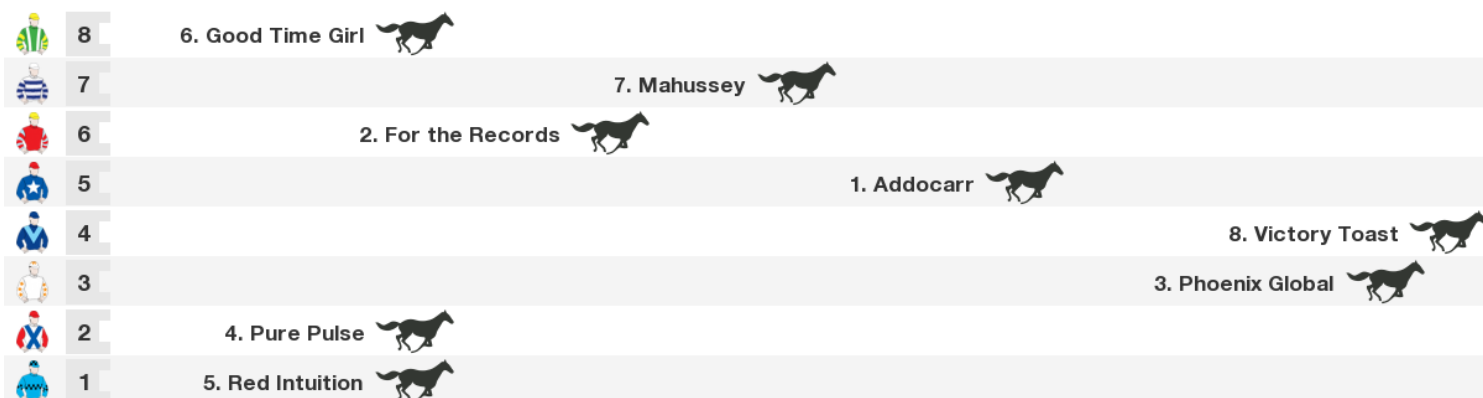 8 6. Good Time Girl
7 7. Mahussey
6 2. For the Records
5 1. Addocarr
4 8. Victory Toast
3 3. Phoenix Global
2 4. Pure Pulse
1 5. Red Intuition